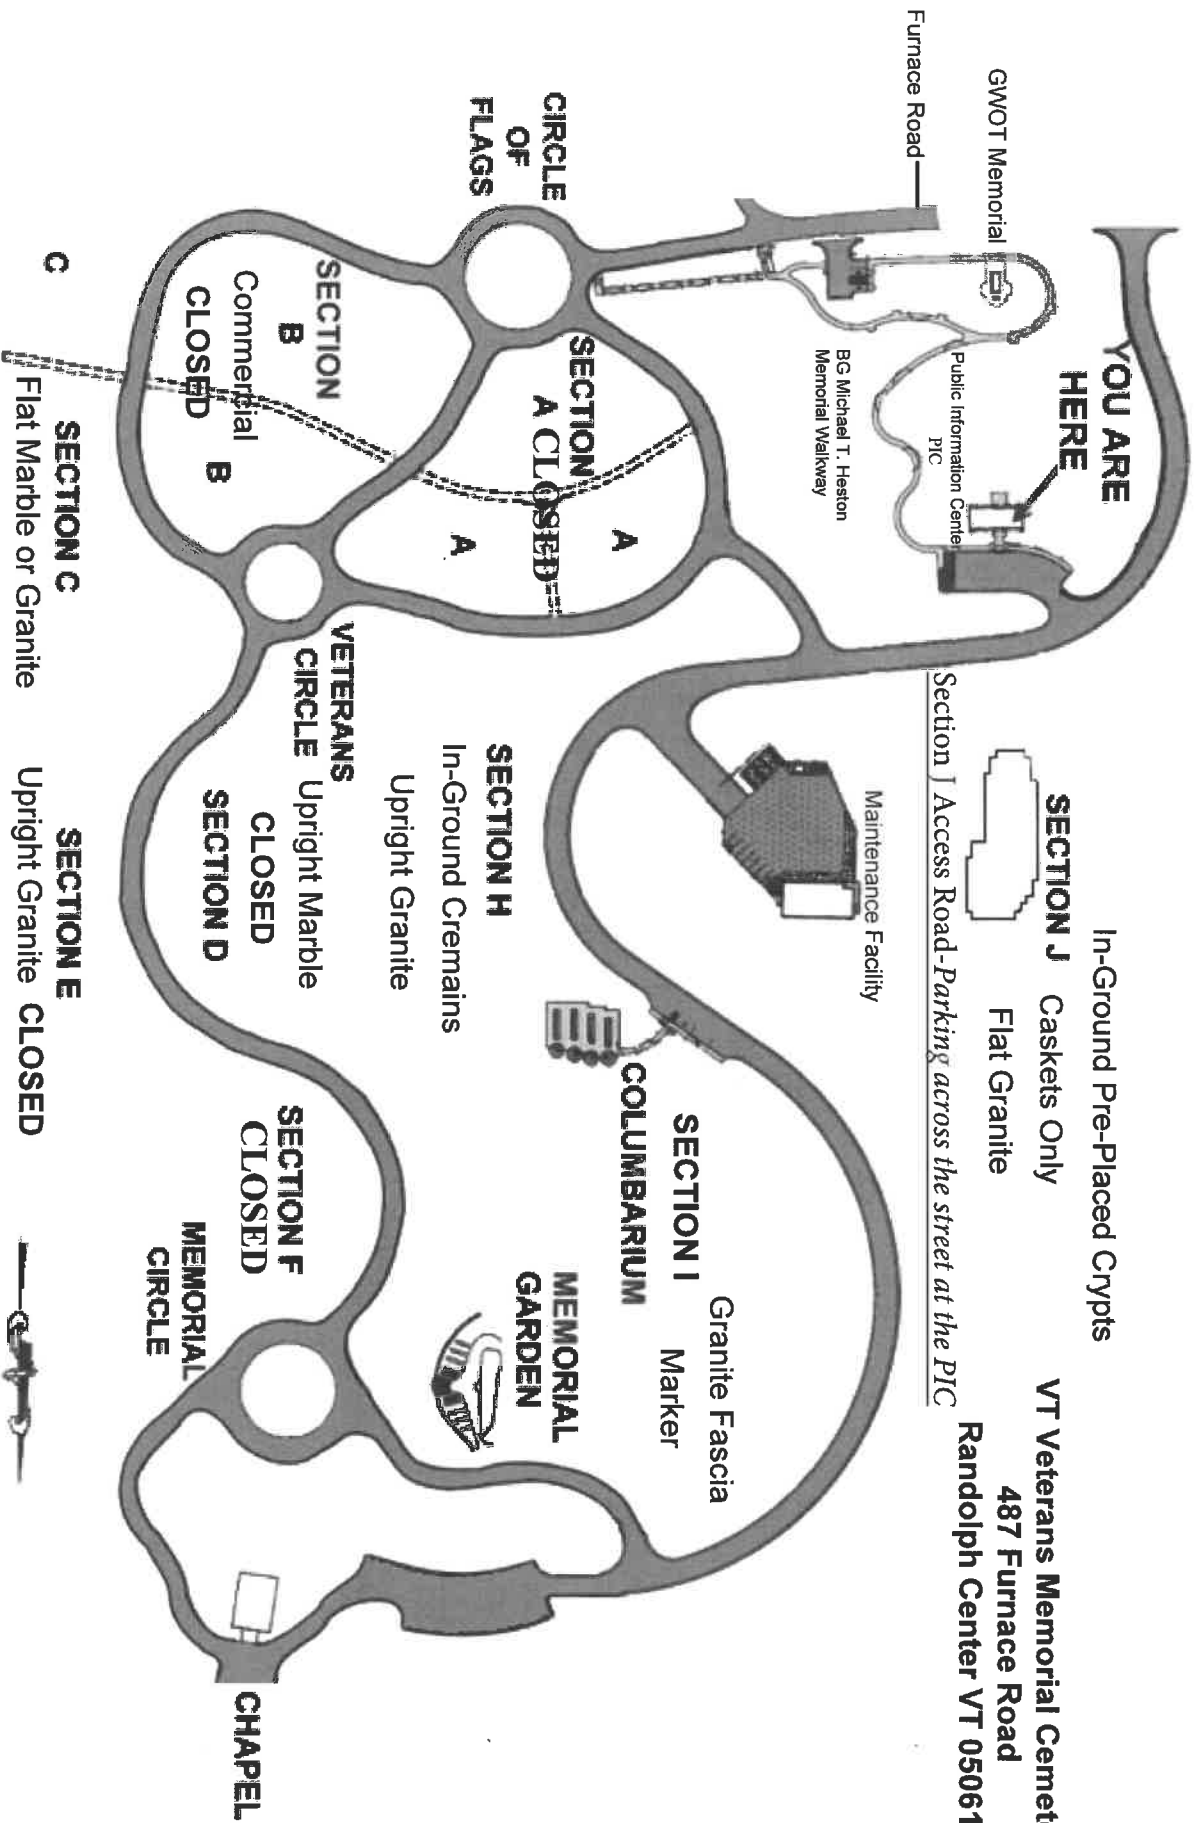 In-Ground Pre-Placed Crypts
VT Veterans Memorial Cemet
487 Furnace Road
Randolph Center VT 05061
YOU ARE
HERE
SECTION J
Caskets Only
Flat Granite
Section J Access Road-Parking across the street at the PIC
GWOT Memorial
Furnace Road
Public Information Center
PIC
BG Michael T. Heston
Memorial Walkway
Maintenance Facility
CIRCLE
OF
FLAGS
SECTION
A CLOSED
A
A
SECTION I
Granite Fascia
Marker
COLUMBARIUM
SECTION H
In-Ground Cremains
Upright Granite
MEMORIAL
GARDEN
VETERANS
CIRCLE
Upright Marble
CLOSED
SECTION D
SECTION
B
Commercial
CLOSED
B
SECTION F
CLOSED
MEMORIAL
CIRCLE
CHAPEL
C
SECTION C
Flat Marble or Granite
SECTION E
Upright Granite CLOSED